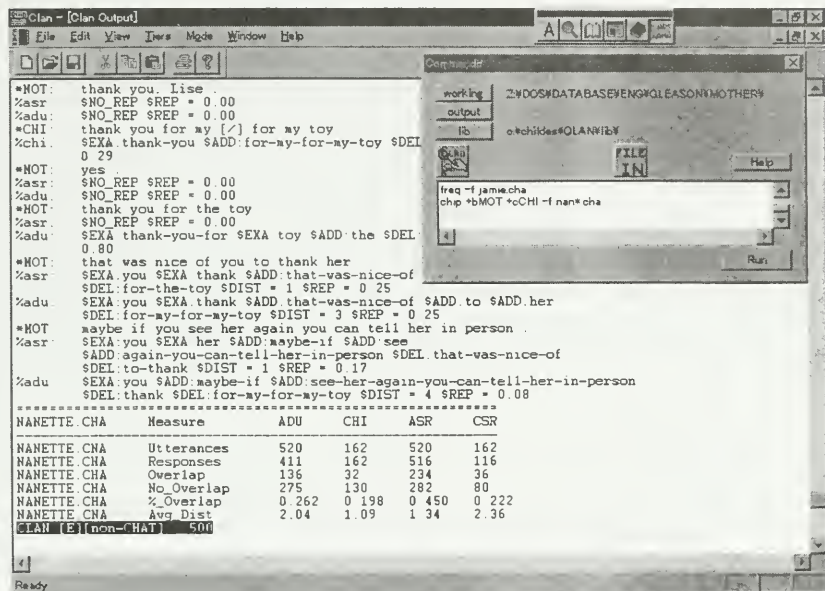 Clan - [Clan Output]
File Edit View Tiers Mode Window Help
*MOT: thank you. Lise .
%asr $NO_REP $REP = 0.00
%adu: $NO_REP $REP = 0.00
*CHI: thank you for my [/] for my toy
%chi. $EXA.thank-you $ADD:for-my-for-my-toy $DEL
0 29
*MOT: yes .
%asr: $NO_REP $REP = 0.00
%adu: $NO_REP $REP = 0.00
*MOT: thank you for the toy
%asr. $NO_REP $REP = 0.00
%adu: $EXA thank-you-for $EXA toy $ADD the $DEL
0.80
*MOT: that was nice of you to thank her
%asr $EXA.you $EXA thank $ADD:that-was-nice-of
$DEL:for-the-toy $DIST = 1 $REP = 0 25
%adu. $EXA:you $EXA.thank $ADD:that-was-nice-of $ADD.to $ADD.her
$DEL:for-my-for-my-toy $DIST = 3 $REP = 0 25
*MOT maybe if you see her again you can tell her in person .
%asr $EXA:you $EXA her $ADD:maybe-if $ADD see
$ADD:again-you-can-tell-her-in-person $DEL.that-was-nice-of
$DEL:to-thank $DIST = 1 $REP = 0.17
%adu $EXA:you $ADD:maybe-if $ADD:see-her-again-you-can-tell-her-in-person
$DEL:thank $DEL:for-my-for-my-toy $DIST = 4 $REP = 0.08
NANETTE.CHA Measure ADU CHI ASR CSR
NANETTE.CHA Utterances 520 162 520 162
NANETTE.CHA Responses 411 162 516 116
NANETTE.CHA Overlap 136 32 234 36
NANETTE.CHA No_Overlap 275 130 282 80
NANETTE CHA %_Overlap 0.262 0 198 0 450 0 222
NANETTE CNA Avg Dist 2.04 1.09 1 34 2.36
CLAN [E][non-CHAT] 500
Ready
working Z:¥DOS¥DATABASE¥ENG¥GLEASON¥MOTHER¥
output
lib o:¥childes¥CLAN¥lib¥
FILE IN
Help
freq -f jamie.cha
chip +bMOT +cCHI -f nan*.cha
Run